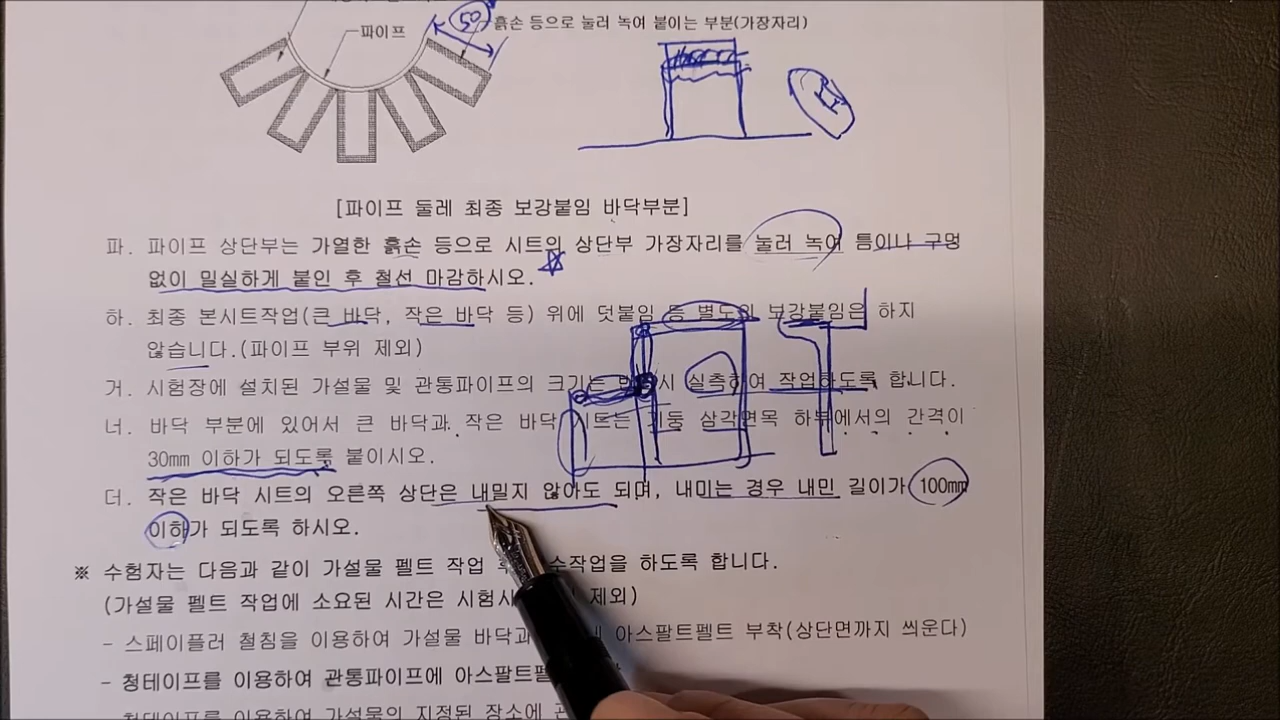 파이프
50
흙손 등으로 눌러 녹여 붙이는 부분(가장자리)
[파이프 둘레 최종 보강붙임 바닥부분]
파. 파이프 상단부는 가열한 흙손 등으로 시트의 상단부 가장자리를 눌러 녹여 틈이나 구멍
없이 밀실하게 붙인 후 철선 마감하시오.
하. 최종 본시트작업(큰 바닥, 작은 바닥 등) 위에 덧붙임 등 별도의 보강붙임은 하지
않습니다.(파이프 부위 제외)
거. 시험장에 설치된 가설물 및 관통파이프의 크기는 실측하여 작업하도록 합니다.
너. 바닥 부분에 있어서 큰 바닥과 작은 바닥 시트는 기둥 삼각면목 하부에서의 간격이
30mm 이하가 되도록 붙이시오.
더. 작은 바닥 시트의 오른쪽 상단은 내밀지 않아도 되며, 내미는 경우 내민 길이가 100mm
이하가 되도록 하시오.
※ 수험자는 다음과 같이 가설물 펠트 작업 방수작업을 하도록 합니다.
(가설물 펠트 작업에 소요된 시간은 시험시 제외)
- 스페이플러 철침을 이용하여 가설물 바닥과 아스팔트펠트 부착(상단면까지 씌운다)
- 청테이프를 이용하여 관통파이프에 아스팔트펠
- 청테이프를 이용하여 가설물의 지정된 장소에